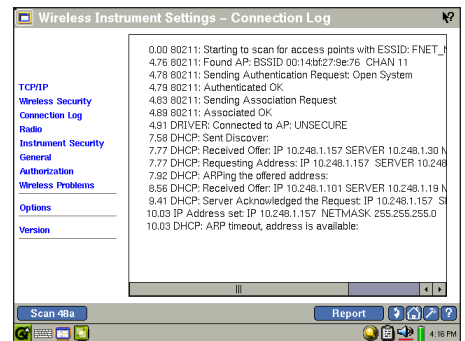 Wireless Instrument Settings – Connection Log
TCP/IP
Wireless Security
Connection Log
Radio
Instrument Security
General
Authorization
Wireless Problems
Options
Version
0.00 80211: Starting to scan for access points with ESSID: FNET_
4.76 80211: Found AP: BSSID 00:14:bf:27:9e:76 CHAN 11
4.78 80211: Sending Authentication Request: Open System
4.79 80211: Authenticated OK
4.83 80211: Sending Association Request
4.89 80211: Associated OK
4.91 DRIVER: Connected to AP: UNSECURE
7.58 DHCP: Sent Discover:
7.77 DHCP: Received Offer: IP 10.248.1.157 SERVER 10.248.1.30 N
7.77 DHCP: Requesting Address: IP 10.248.1.157 SERVER 10.248
7.92 DHCP: ARPing the offered address:
8.56 DHCP: Received Offer: IP 10.248.1.101 SERVER 10.248.1.19 N
9.41 DHCP: Server Acknowledged the Request: IP 10.248.1.157 S
10.03 IP Address set: IP 10.248.1.157 NETMASK 255.255.255.0
10.03 DHCP: ARP timeout, address is available:
Scan 48a
Report
?
4:16 PM